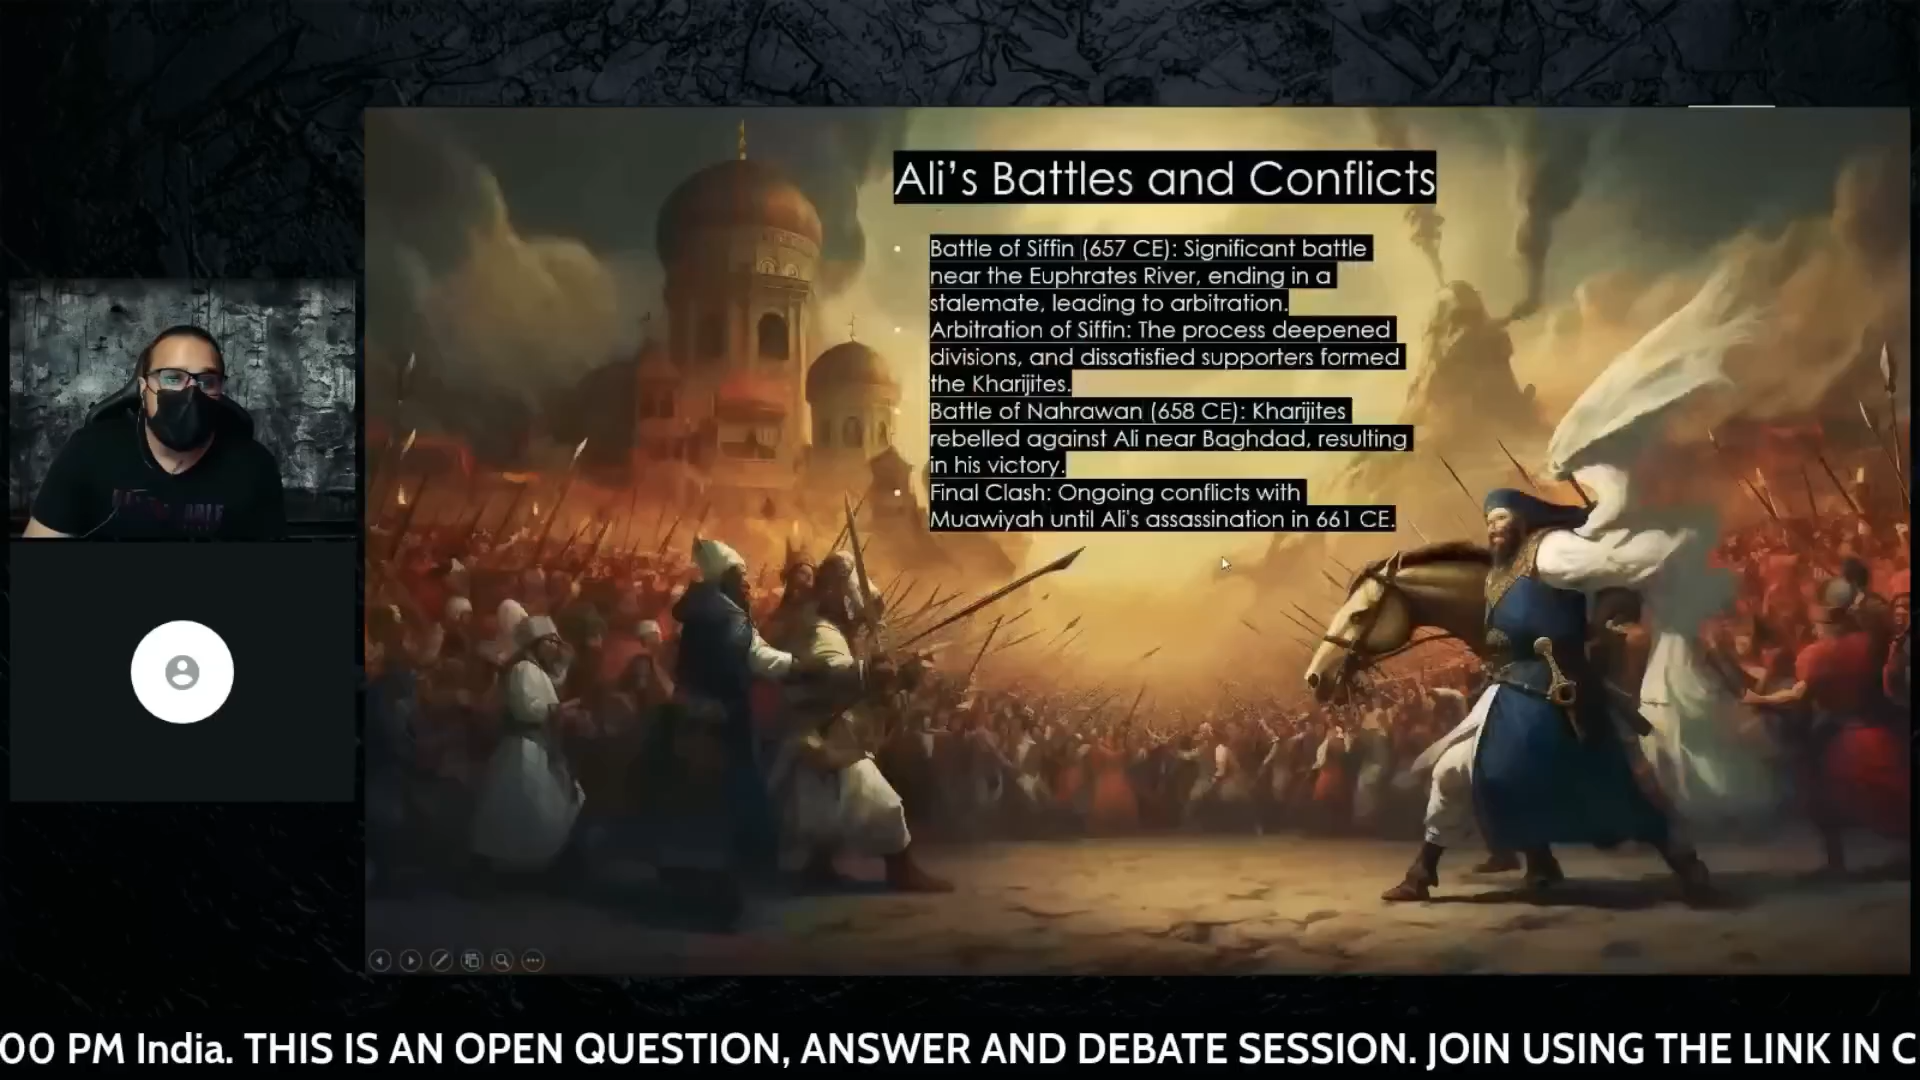 Ali's Battles and Conflicts
Battle of Siffin (657 CE): Significant battle
near the Euphrates River, ending in a
stalemate, leading to arbitration.
Arbitration of Siffin: The process deepened
divisions, and dissatisfied supporters formed
the Kharijites.
Battle of Nahrawan (658 CE): Kharijites
rebelled against Ali near Baghdad, resulting
in his victory.
Final Clash: Ongoing conflicts with
Muawiyah until Ali's assassination in 661 CE.
00 PM India. THIS IS AN OPEN QUESTION, ANSWER AND DEBATE SESSION. JOIN USING THE LINK IN C